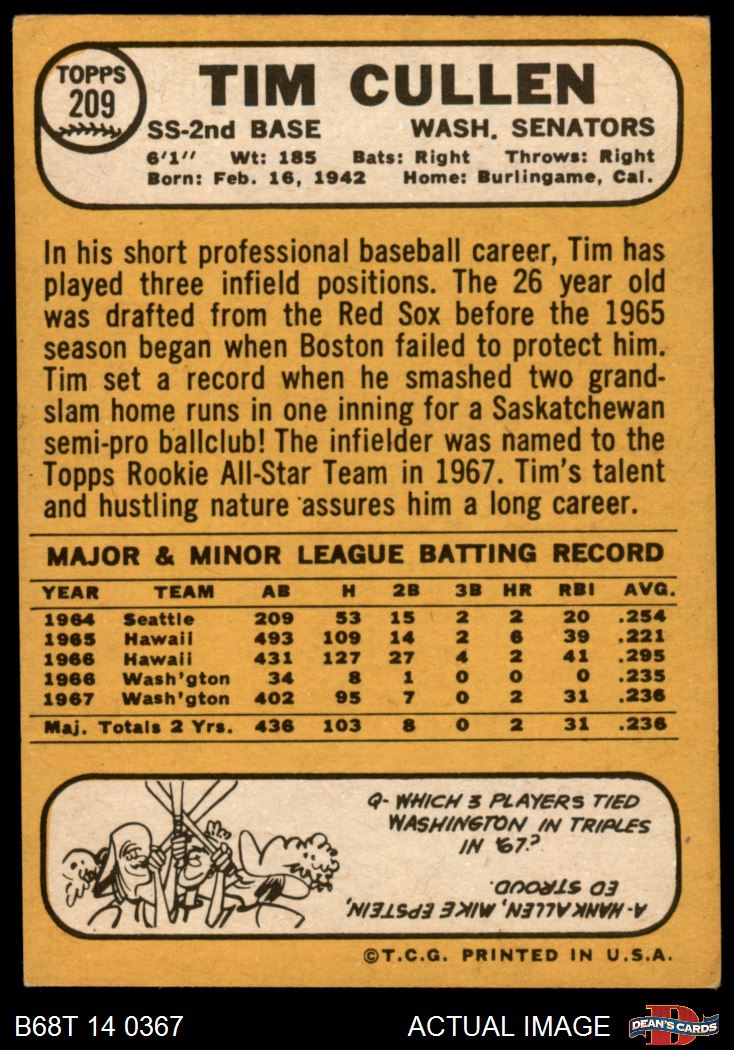 TOPPS
209
TIM CULLEN
SS-2nd BASE WASH. SENATORS
6'1" Wt: 185 Bats: Right Throws: Right
Born: Feb. 16, 1942 Home: Burlingame, Cal.
In his short professional baseball career, Tim has
played three infield positions. The 26 year old
was drafted from the Red Sox before the 1965
season began when Boston failed to protect him.
Tim set a record when he smashed two grand-
slam home runs in one inning for a Saskatchewan
semi-pro ballclub! The infielder was named to the
Topps Rookie All-Star Team in 1967. Tim's talent
and hustling nature assures him a long career.
MAJOR & MINOR LEAGUE BATTING RECORD
YEAR TEAM AB H 2B 3B HR RBI AVG.
1964 Seattle 209 53 15 2 2 20 .254
1965 Hawaii 493 109 14 2 6 39 .221
1966 Hawaii 431 127 27 4 2 41 .295
1966 Wash'gton 34 8 1 0 0 0 .235
1967 Wash'gton 402 95 7 0 2 31 .236
Maj. Totals 2 Yrs. 436 103 8 0 2 31 .236
Q- WHICH 3 PLAYERS TIED
WASHINGTON IN TRIPLES
IN '67?
A-HANK ALLEN, MIKE EPSTEIN,
ED STROUD.
©T.C.G. PRINTED IN U.S.A.
B68T 14 0367 ACTUAL IMAGE
D
DEAN'S CARDS